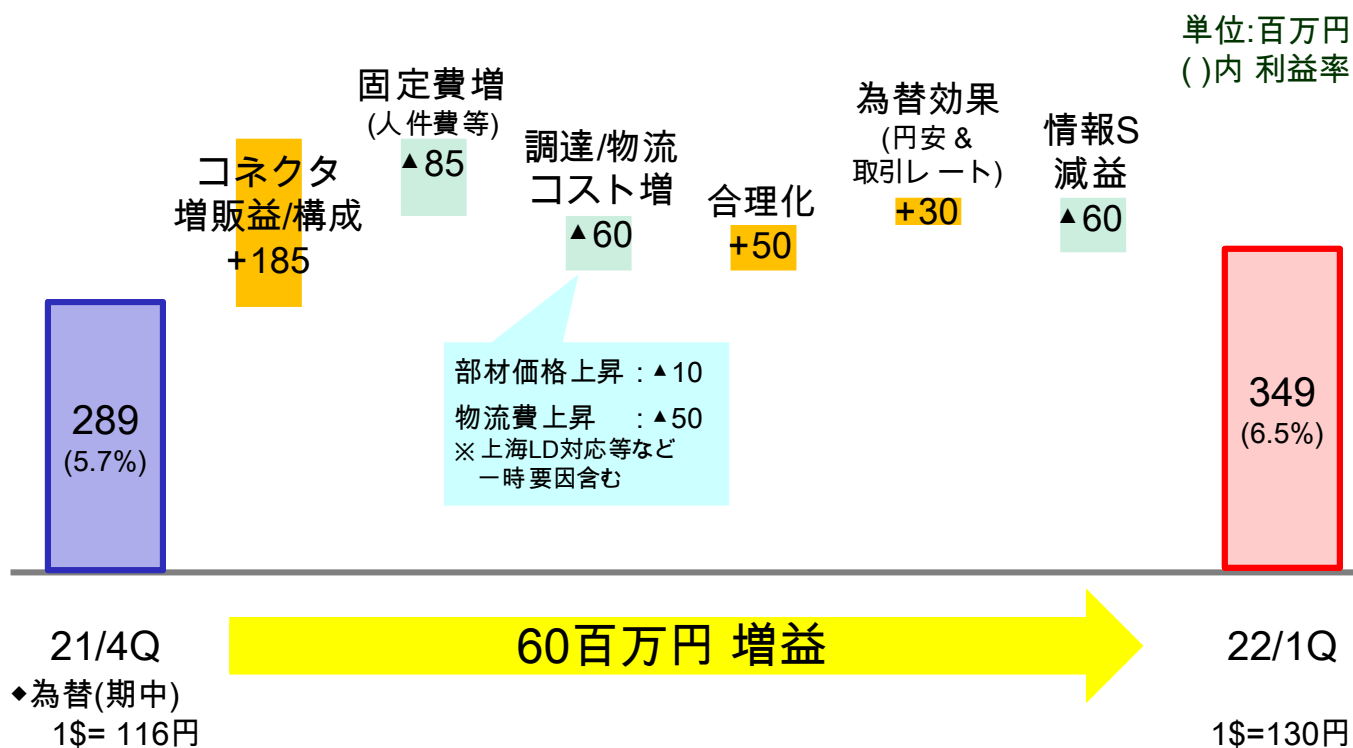 単位:百万円
( )内 利益率
コネクタ
増販益/構成
+185
固定費増
(人件費等)
▲85
調達/物流
コスト増
▲60
合理化
+50
為替効果
(円安 &
取引レート)
+30
情報S
減益
▲60
部材価格上昇 : ▲10
物流費上昇 : ▲50
※ 上海LD対応等など
一時要因含む
289
(5.7%)
349
(6.5%)
21/4Q
60百万円 増益
22/1Q
◆為替(期中)
1$= 116円
1$=130円